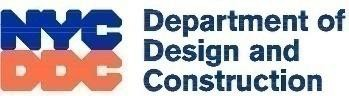 NYC Department of
DDC Design and
Construction